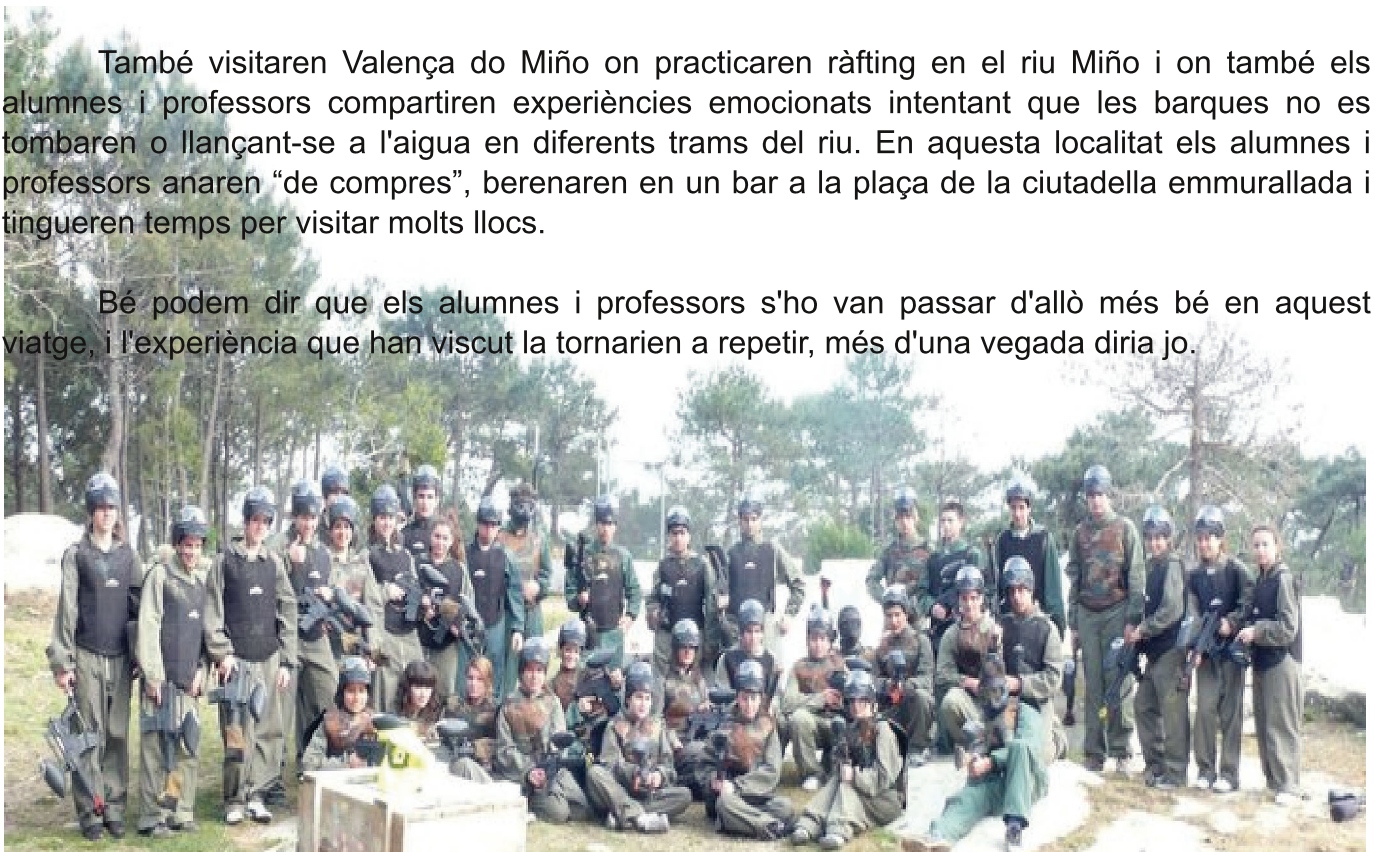 També visitaren Valença do Miño on practicaren ràfting en el riu Miño i on també els
alumnes i professors compartiren experiències emocionats intentant que les barques no es
tombaren o llançant-se a l'aigua en diferents trams del riu. En aquesta localitat els alumnes i
professors anaren “de compres”, berenaren en un bar a la plaça de la ciutadella emmurallada i
tingueren temps per visitar molts llocs.
Bé podem dir que els alumnes i professors s'ho van passar d'allò més bé en aquest
viatge, i l'experiència que han viscut la tornarien a repetir, més d'una vegada diria jo.